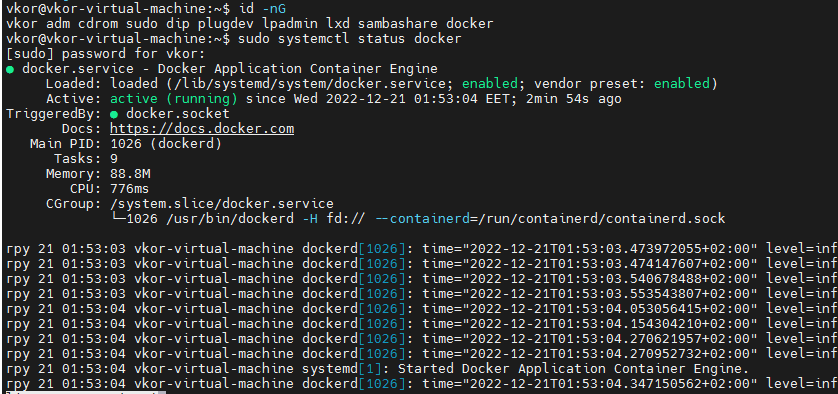 vkor@vkor-virtual-machine:~$ id -nG
vkor adm cdrom sudo dip plugdev lpadmin lxd sambashare docker
vkor@vkor-virtual-machine:~$ sudo systemctl status docker
[sudo] password for vkor:
● docker.service - Docker Application Container Engine
Loaded: loaded (/lib/systemd/system/docker.service; enabled; vendor preset: enabled)
Active: active (running) since Wed 2022-12-21 01:53:04 EET; 2min 54s ago
TriggeredBy: ● docker.socket
Docs: https://docs.docker.com
Main PID: 1026 (dockerd)
Tasks: 9
Memory: 88.8M
CPU: 776ms
CGroup: /system.slice/docker.service
└─1026 /usr/bin/dockerd -H fd:// --containerd=/run/containerd/containerd.sock
гру 21 01:53:03 vkor-virtual-machine dockerd[1026]: time="2022-12-21T01:53:03.473972055+02:00" level=inf
гру 21 01:53:03 vkor-virtual-machine dockerd[1026]: time="2022-12-21T01:53:03.474147607+02:00" level=inf
гру 21 01:53:03 vkor-virtual-machine dockerd[1026]: time="2022-12-21T01:53:03.540678488+02:00" level=inf
гру 21 01:53:03 vkor-virtual-machine dockerd[1026]: time="2022-12-21T01:53:03.553543807+02:00" level=inf
гру 21 01:53:04 vkor-virtual-machine dockerd[1026]: time="2022-12-21T01:53:04.053056415+02:00" level=inf
гру 21 01:53:04 vkor-virtual-machine dockerd[1026]: time="2022-12-21T01:53:04.154304210+02:00" level=inf
гру 21 01:53:04 vkor-virtual-machine dockerd[1026]: time="2022-12-21T01:53:04.270621957+02:00" level=inf
гру 21 01:53:04 vkor-virtual-machine dockerd[1026]: time="2022-12-21T01:53:04.270952732+02:00" level=inf
гру 21 01:53:04 vkor-virtual-machine systemd[1]: Started Docker Application Container Engine.
гру 21 01:53:04 vkor-virtual-machine dockerd[1026]: time="2022-12-21T01:53:04.347150562+02:00" level=inf